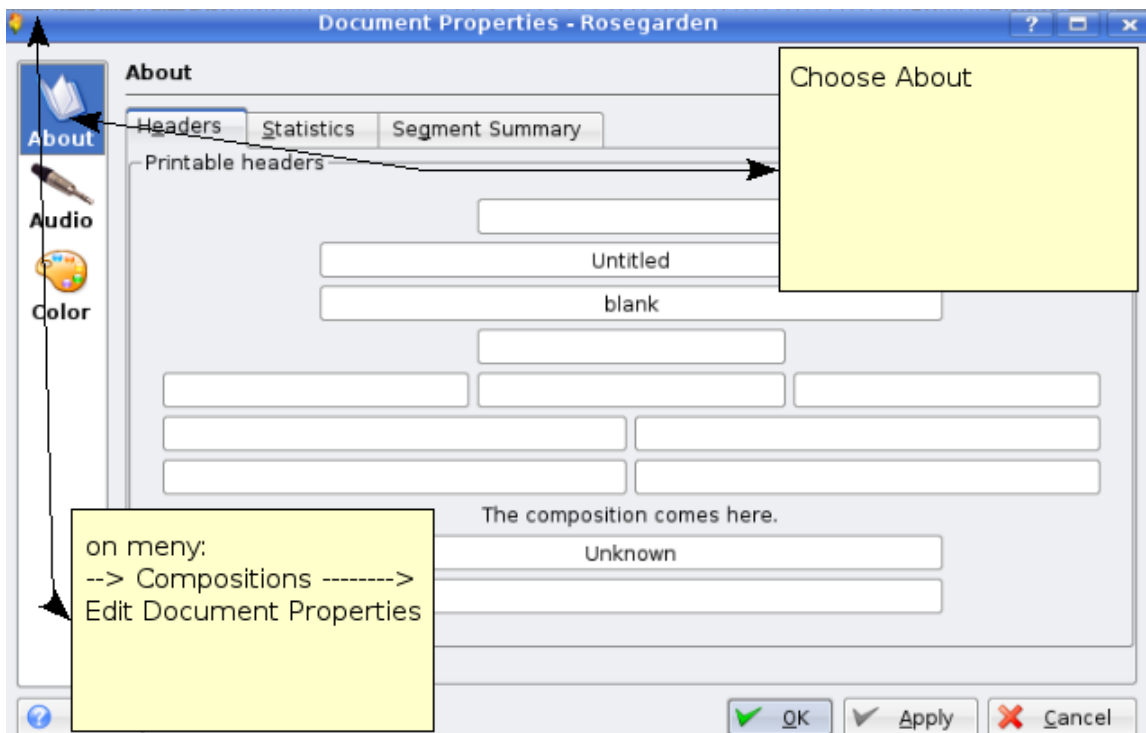 Document Properties - Rosegarden
About
Choose About
About
Headers Statistics Segment Summary
Printable headers
Audio
Untitled
Color
blank
The composition comes here.
Unknown
on meny:
--> Compositions -------->
Edit Document Properties
OK Apply Cancel